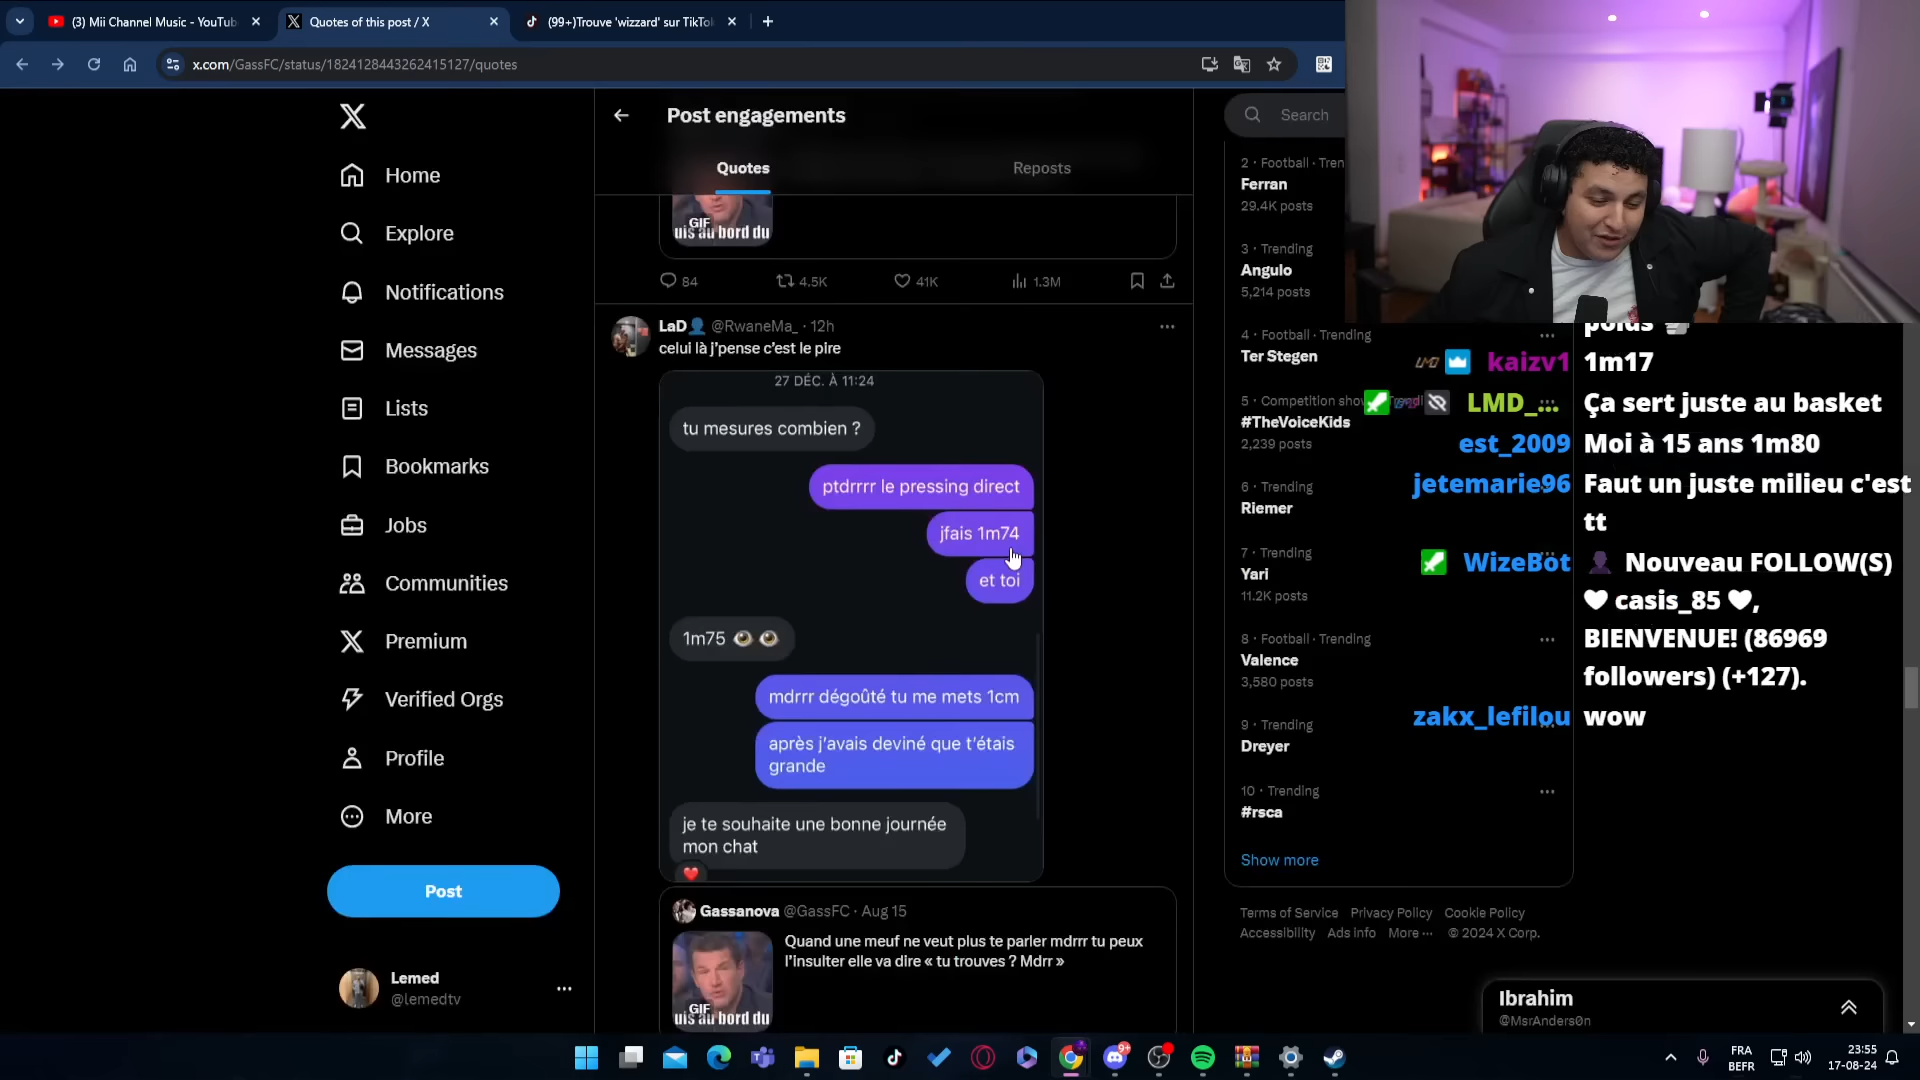 (3) Mii Channel Music - YouTub
Quotes of this post / X
(99+)Trouve 'wizzard' sur TikTo
x.com/GassFC/status/1824128443262415127/quotes
Home
Explore
Notifications
Messages
Lists
Bookmarks
Jobs
Communities
Premium
Verified Orgs
Profile
More
Post
Lemed
@lemedtv
Post engagements
Quotes
Reposts
GIF
uis au bord du
84
4.5K
41K
1.3M
LaD @RwaneMa_ · 12h
celui là j'pense c'est le pire
27 DÉC. À 11:24
tu mesures combien ?
ptdrrrr le pressing direct
jfais 1m74
et toi
1m75 👁️👁️
mdrrr dégoûté tu me mets 1cm
après j'avais deviné que t'étais
grande
je te souhaite une bonne journée
mon chat
❤️
Gassanova @GassFC · Aug 15
Quand une meuf ne veut plus te parler mdrrr tu peux
l'insulter elle va dire « tu trouves ? Mdrr »
GIF
uis au bord du
Search
2 · Football · Tren
Ferran
29.4K posts
3 · Trending
Angulo
5,214 posts
4 · Football · Trending
Ter Stegen
5 · Competition sho
#TheVoiceKids
2,239 posts
6 · Trending
Riemer
7 · Trending
Yari
11.2K posts
8 · Football · Trending
Valence
3,580 posts
9 · Trending
Dreyer
10 · Trending
#rsca
Show more
Terms of Service Privacy Policy Cookie Policy
Accessibility Ads info More ··· © 2024 X Corp.
poids
kaizv1 1m17
LMD_... Ça sert juste au basket
est_2009 Moi à 15 ans 1m80
jetemarie96 Faut un juste milieu c'est
tt
WizeBot 👤 Nouveau FOLLOW(S)
♥ casis_85 ♥,
BIENVENUE! (86969
followers) (+127).
zakx_lefilou wow
Ibrahim
@MsrAnders0n
9+
FRA
BEFR
23:55
17-08-24